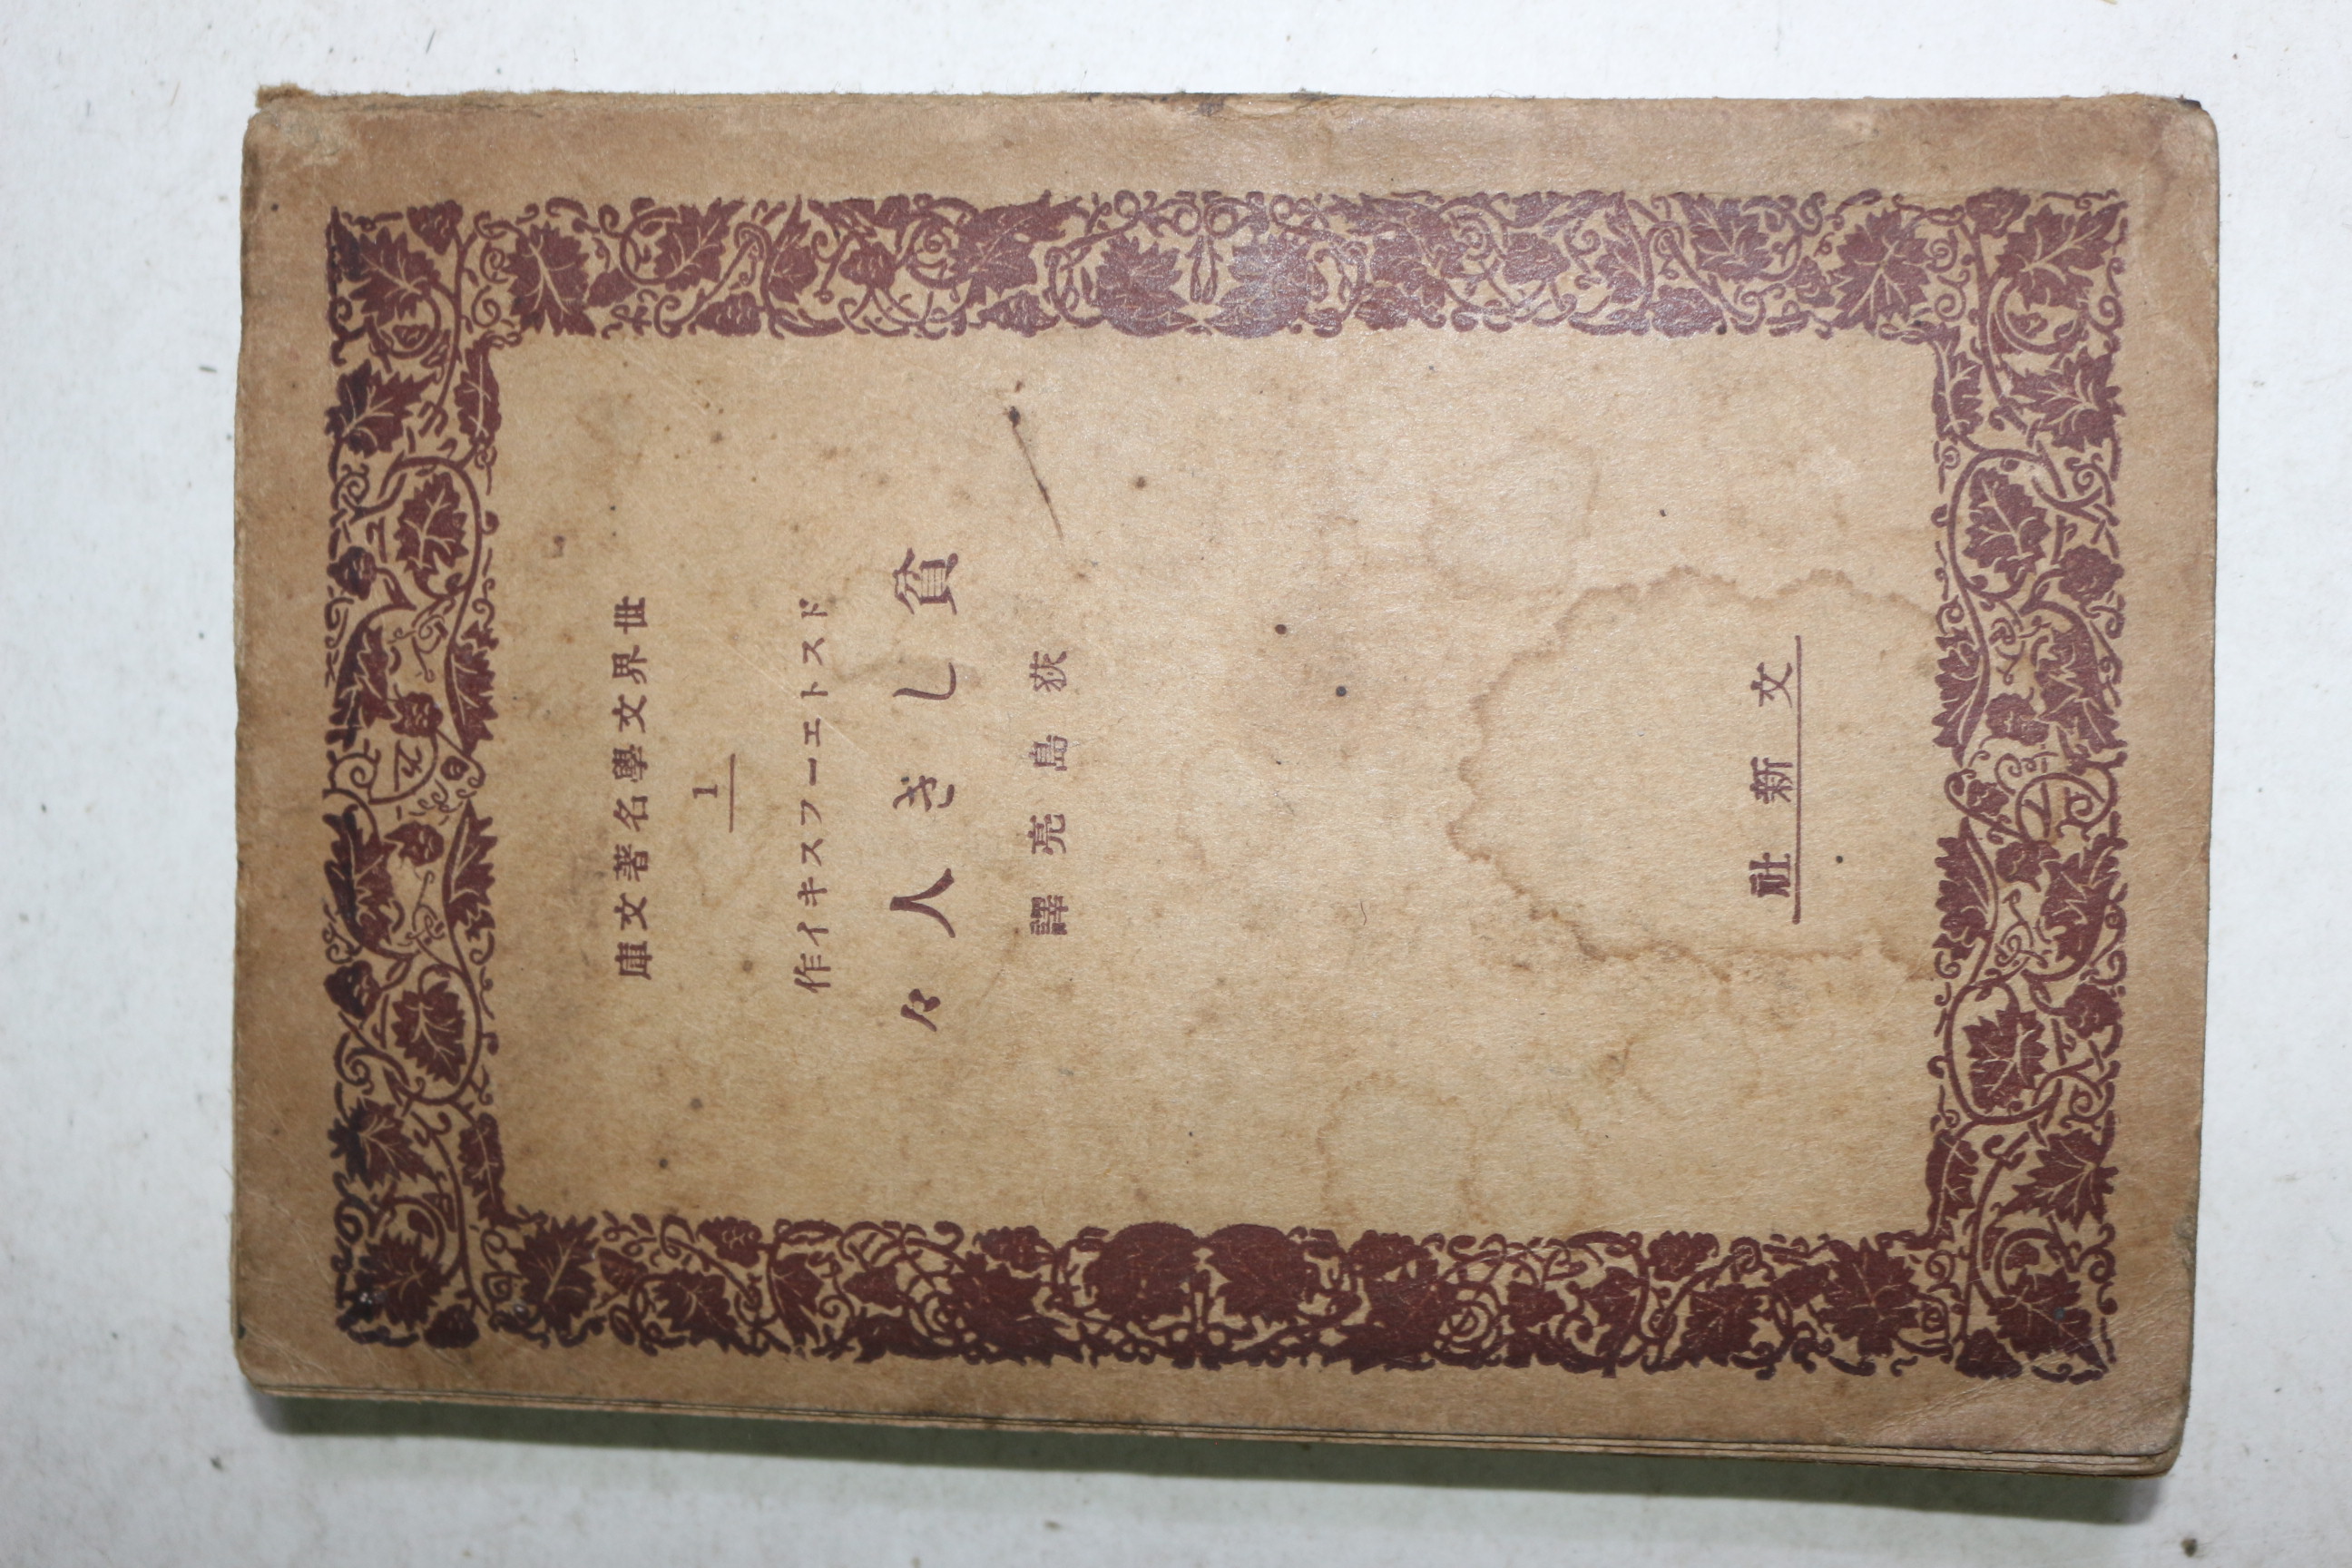 世界文學名著文庫
1
ドストエーフスキイ作
貧しき人々
荻島亮譯
文新社